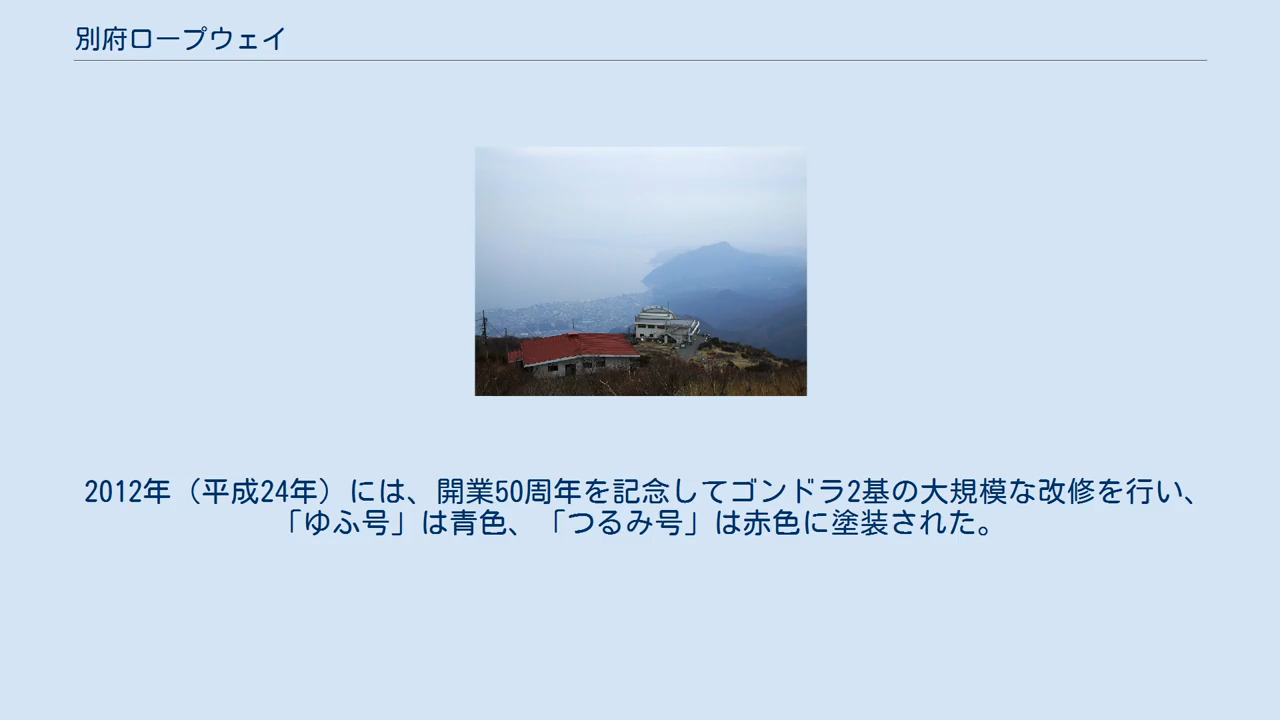 別府ロープウェイ
2012年（平成24年）には、開業50周年を記念してゴンドラ2基の大規模な改修を行い、
「ゆふ号」は青色、「つるみ号」は赤色に塗装された。